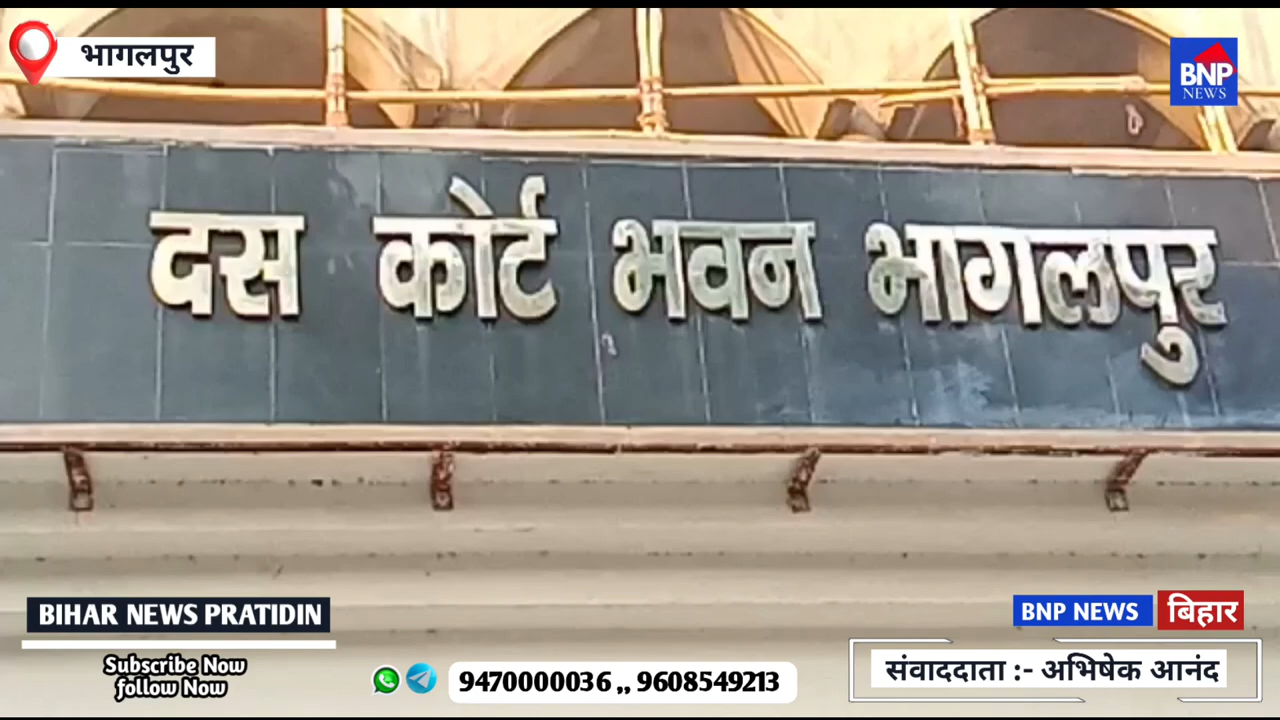 भागलपुर
BNP
NEWS
दस कोर्ट भवन भागलपुर
BIHAR NEWS PRATIDIN
Subscribe Now
follow Now
9470000036 ,, 9608549213
BNP NEWS बिहार
संवाददाता :- अभिषेक आनंद